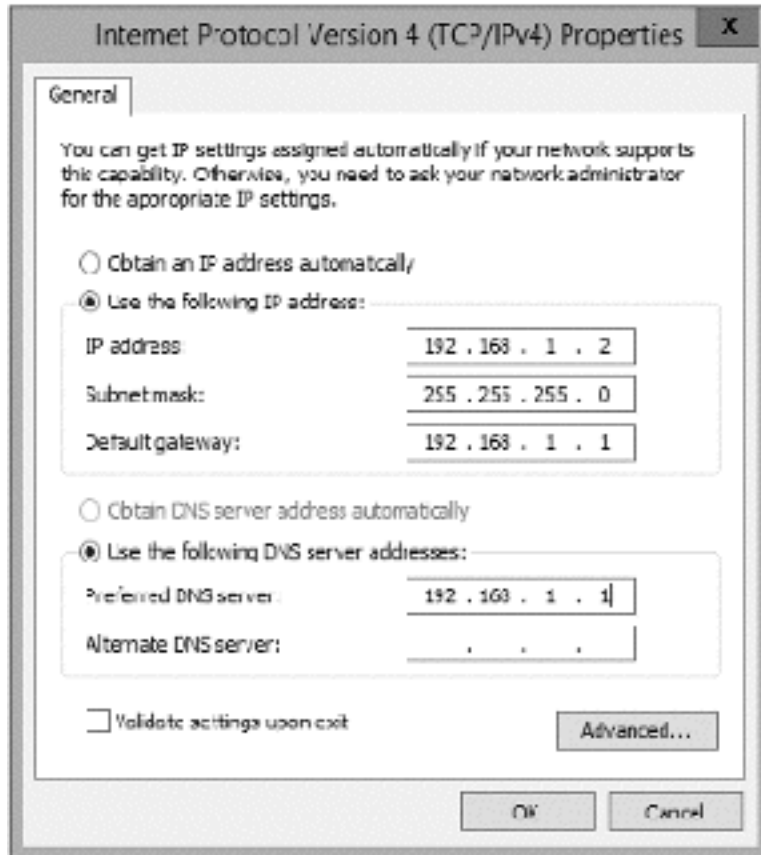 Internet Protocol Version 4 (TCP/IPv4) Properties
X
General
You can get IP settings assigned automatically if your network supports
this capability. Otherwise, you need to ask your network administrator
for the appropriate IP settings.
Obtain an IP address automatically
Use the following IP address:
IP address:
192 . 168 . 1 . 2
Subnet mask:
255 . 255 . 255 . 0
Default gateway:
192 . 168 . 1 . 1
Obtain DNS server address automatically
Use the following DNS server addresses:
Preferred DNS server:
192 . 168 . 1 . 1
Alternate DNS server:
. . .
Validate settings upon exit
Advanced...
OK
Cancel